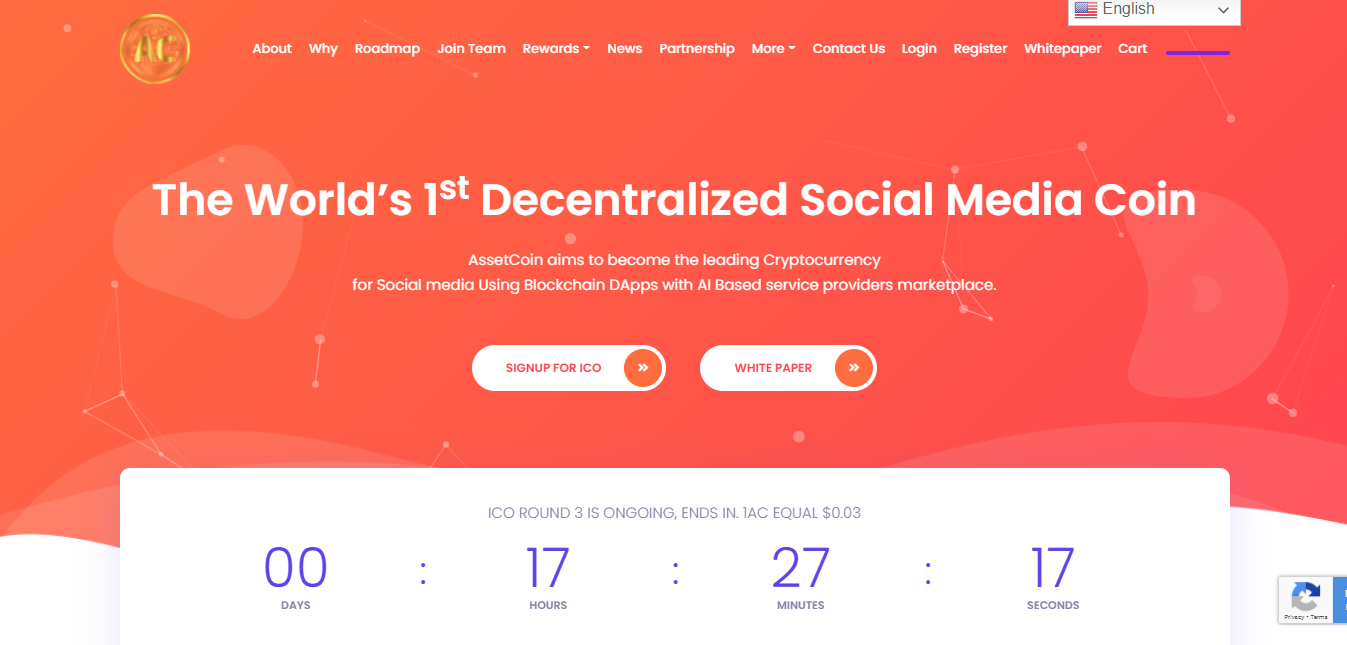 English
AC
About Why Roadmap Join Team Rewards News Partnership More Contact Us Login Register Whitepaper Cart
The World’s 1st Decentralized Social Media Coin
AssetCoin aims to become the leading Cryptocurrency
for Social media Using Blockchain DApps with AI Based service providers marketplace.
SIGNUP FOR ICO
WHITE PAPER
ICO ROUND 3 IS ONGOING, ENDS IN. 1AC EQUAL $0.03
00 : 17 : 27 : 17
DAYS HOURS MINUTES SECONDS
Privacy - Terms